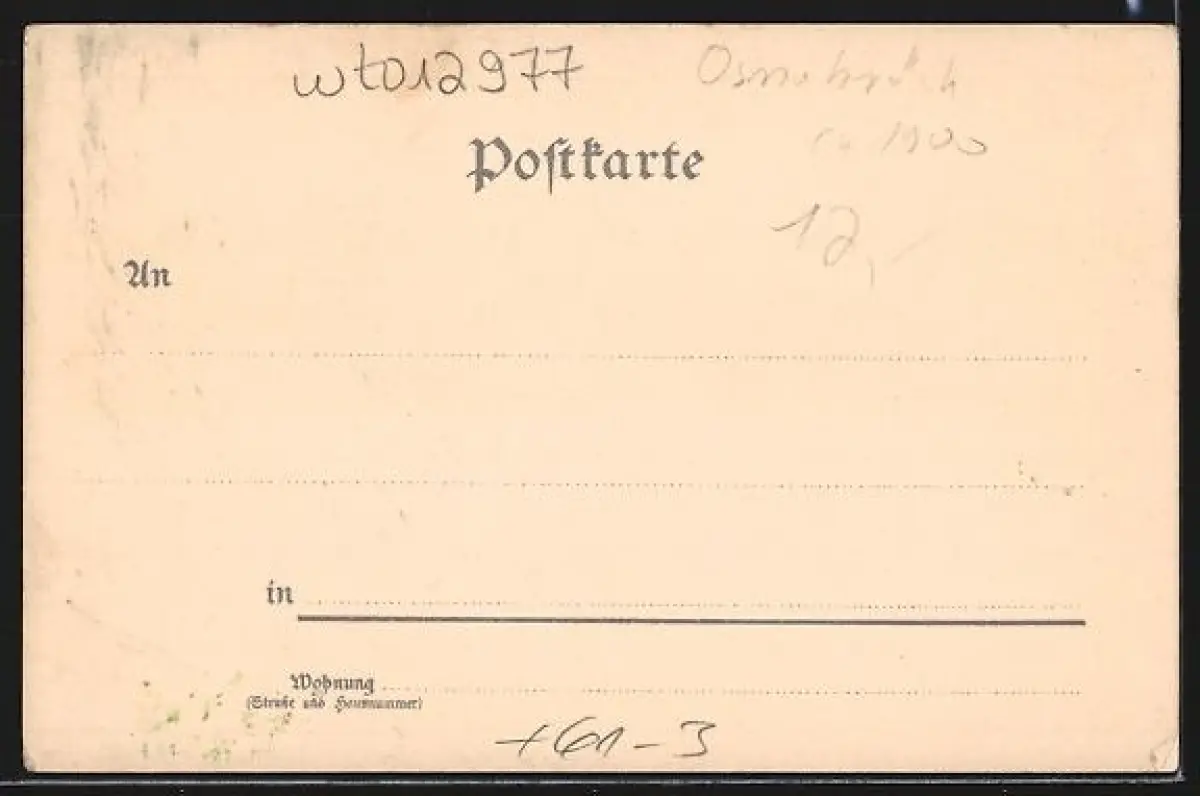 wt012977
Osnabrück
ca 1900
Postkarte
12,-
An
in
Wohnung
(Straße und Hausnummer)
+61-3